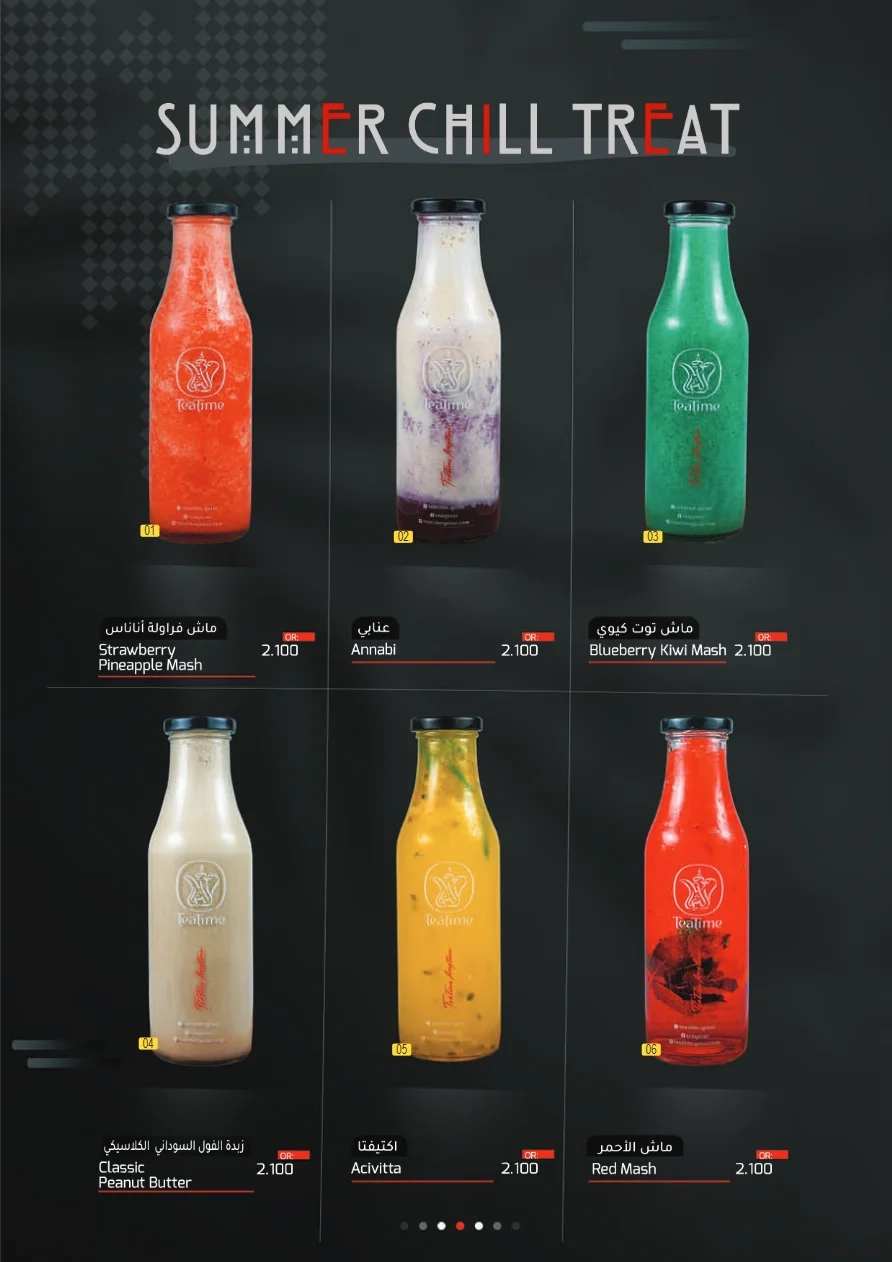 SUMMER CHILL TREAT
TeaTime
01
TeaTime
02
TeaTime
03
ماش فراولة أناناس
OR:
Strawberry
Pineapple Mash
2.100
عنابي
OR:
Annabi
2.100
ماش توت كيوي
OR:
Blueberry Kiwi Mash
2.100
TeaTime
04
TeaTime
05
TeaTime
06
زبدة الفول السوداني الكلاسيكي
OR:
Classic
Peanut Butter
2.100
اكتيفتا
OR:
Acivitta
2.100
ماش الأحمر
OR:
Red Mash
2.100